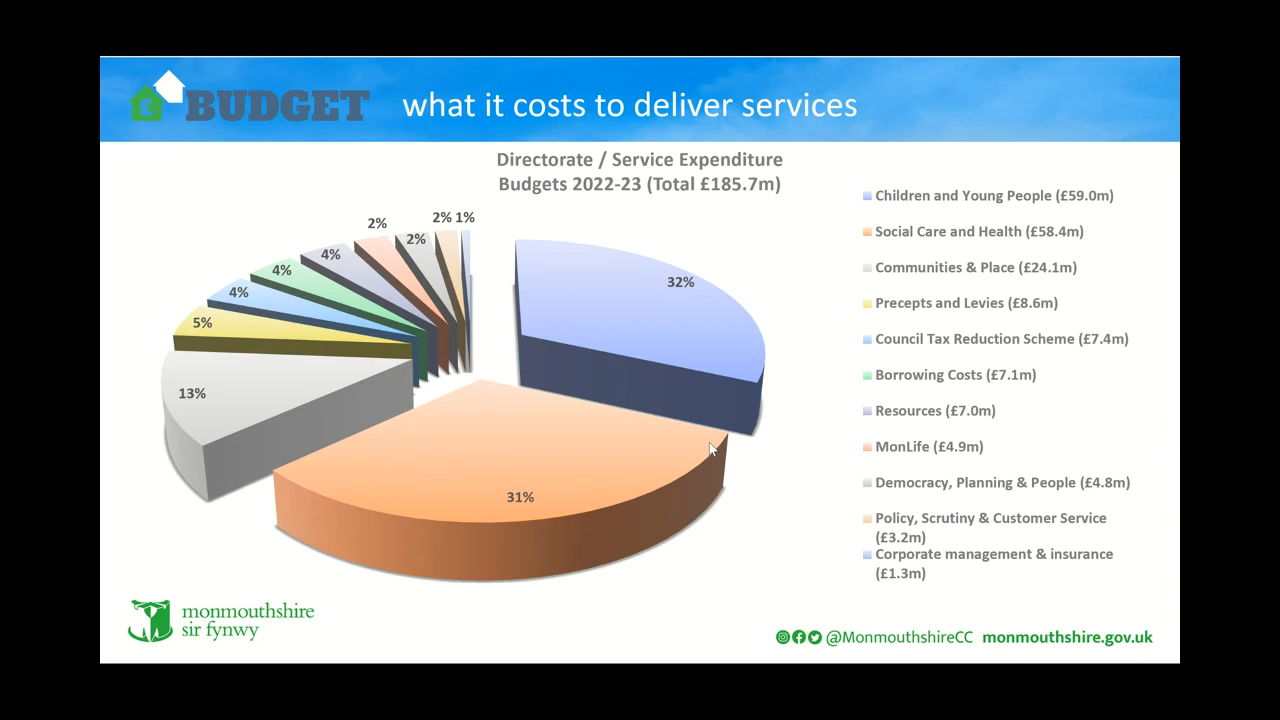 £
BUDGET
what it costs to deliver services
Directorate / Service Expenditure
Budgets 2022-23 (Total £185.7m)
32%
31%
13%
5%
4%
4%
4%
2%
2%
2%
1%
Children and Young People (£59.0m)
Social Care and Health (£58.4m)
Communities & Place (£24.1m)
Precepts and Levies (£8.6m)
Council Tax Reduction Scheme (£7.4m)
Borrowing Costs (£7.1m)
Resources (£7.0m)
MonLife (£4.9m)
Democracy, Planning & People (£4.8m)
Policy, Scrutiny & Customer Service
(£3.2m)
Corporate management & insurance
(£1.3m)
monmouthshire
sir fynwy
@MonmouthshireCC monmouthshire.gov.uk